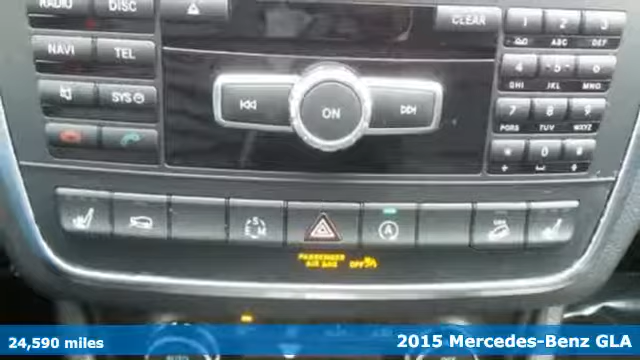 RADIO DISC CLEAR
1 2 3
ABC DEF
NAVI TEL
4 5 6
GHI JKL MNO
SYS
ON
7 8 9
PQRS TUV WXYZ
* 0 #
S
E M
A
PASSENGER
AIR BAG OFF
AUTO
24,590 miles
2015 Mercedes-Benz GLA